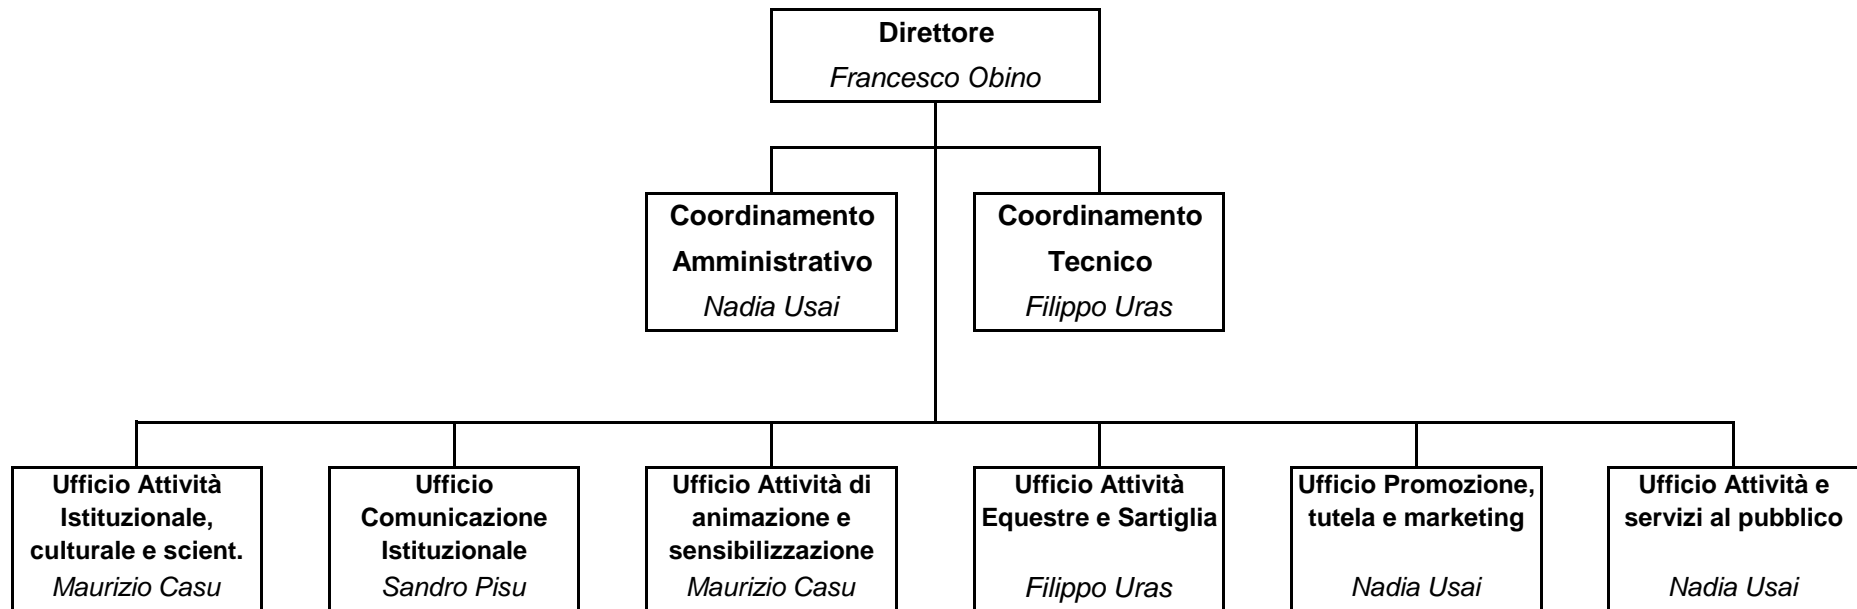 Direttore
Francesco Obino
Coordinamento
Amministrativo
Nadia Usai
Coordinamento
Tecnico
Filippo Uras
Ufficio Attività
Istituzionale,
culturale e scient.
Maurizio Casu
Ufficio
Comunicazione
Istituzionale
Sandro Pisu
Ufficio Attività di
animazione e
sensibilizzazione
Maurizio Casu
Ufficio Attività
Equestre e Sartiglia
Filippo Uras
Ufficio Promozione,
tutela e marketing
Nadia Usai
Ufficio Attività e
servizi al pubblico
Nadia Usai